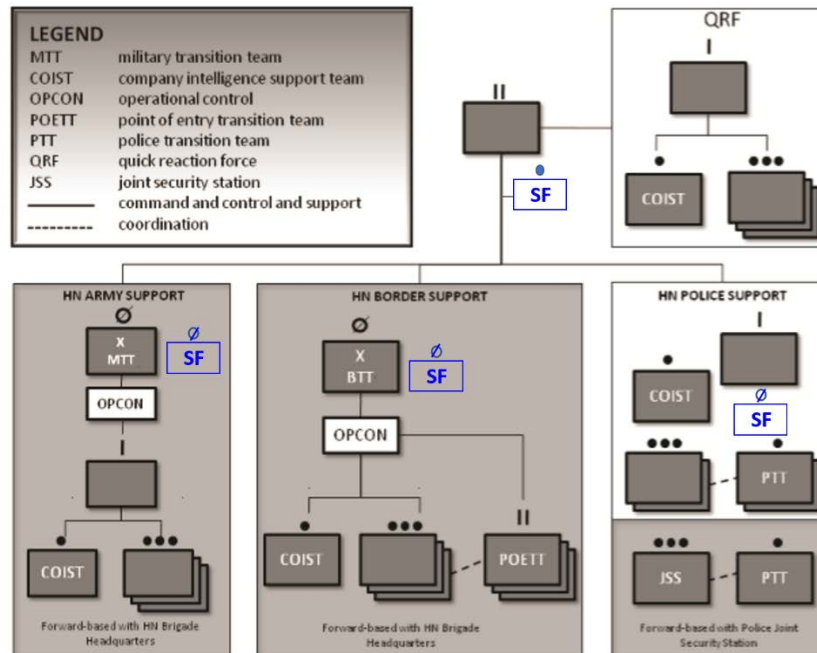 LEGEND
MTT military transition team
COIST company intelligence support team
OPCON operational control
POETT point of entry transition team
PTT police transition team
QRF quick reaction force
JSS joint security station
command and control and support
coordination
QRF
I
II
COIST
SF
HN ARMY SUPPORT
X
MTT
SF
OPCON
I
COIST
Forward-based with HN Brigade
Headquarters
HN BORDER SUPPORT
X
BTT
SF
OPCON
II
COIST
POETT
Forward-based with HN Brigade
Headquarters
HN POLICE SUPPORT
I
COIST
SF
PTT
JSS
PTT
Forward-based with Police Joint
Security Station